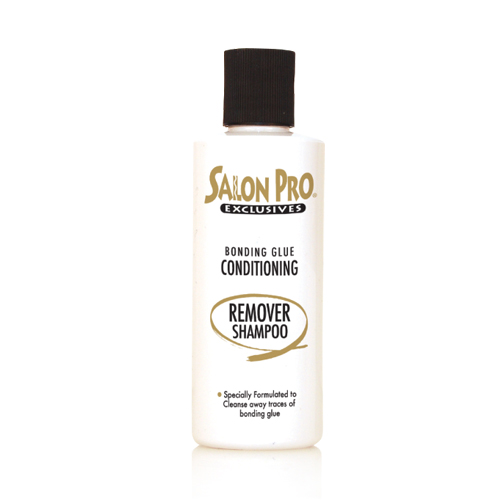 SALON PRO
EXCLUSIVES
BONDING GLUE
CONDITIONING
REMOVER
SHAMPOO
• Specially Formulated to
Cleanse away traces of
bonding glue